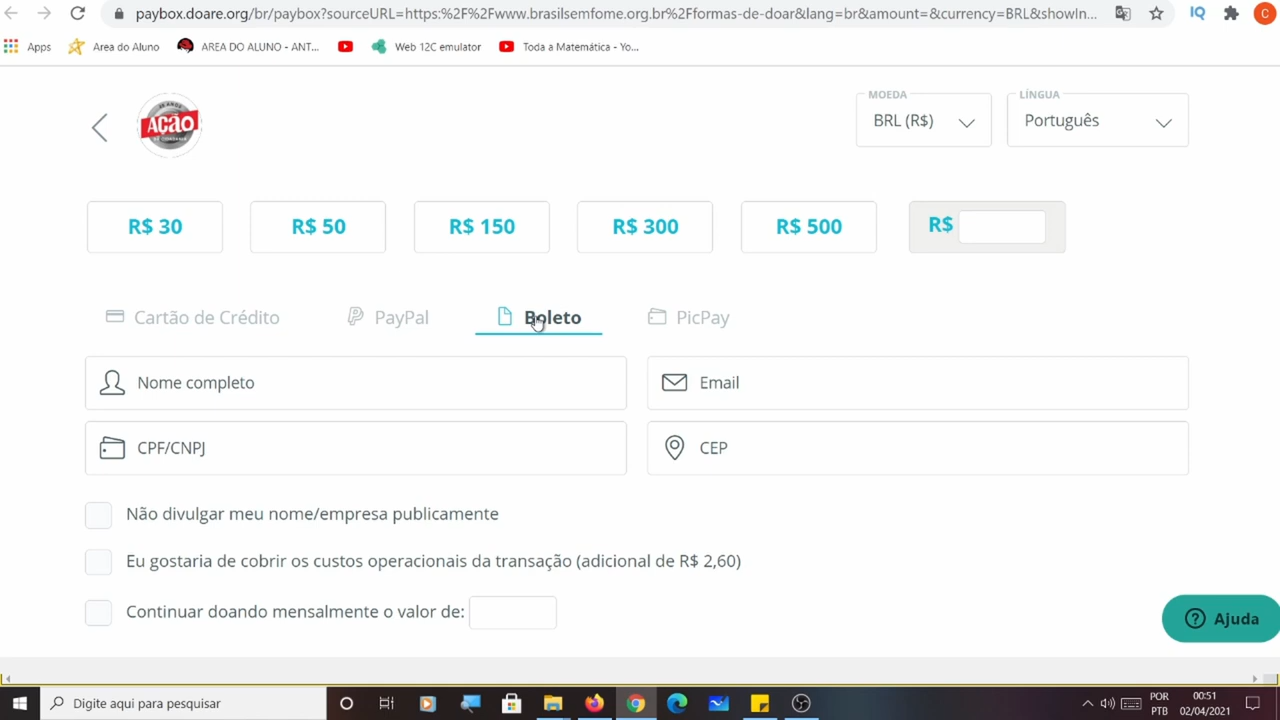 paybox.doare.org/br/paybox?sourceURL=https:%2F%2Fwww.brasilsemfome.org.br%2Fformas-de-doar&lang=br&amount=&currency=BRL&showIn...
IQ
C
Apps
Area do Aluno
AREA DO ALUNO - ANT...
Web 12C emulator
Toda a Matemática - Yo...
AÇÃO
MOEDA
BRL (R$)
LÍNGUA
Português
R$ 30
R$ 50
R$ 150
R$ 300
R$ 500
R$
Cartão de Crédito
PayPal
Boleto
PicPay
Nome completo
Email
CPF/CNPJ
CEP
Não divulgar meu nome/empresa publicamente
Eu gostaria de cobrir os custos operacionais da transação (adicional de R$ 2,60)
Continuar doando mensalmente o valor de:
Ajuda
Digite aqui para pesquisar
POR
PTB
00:51
02/04/2021